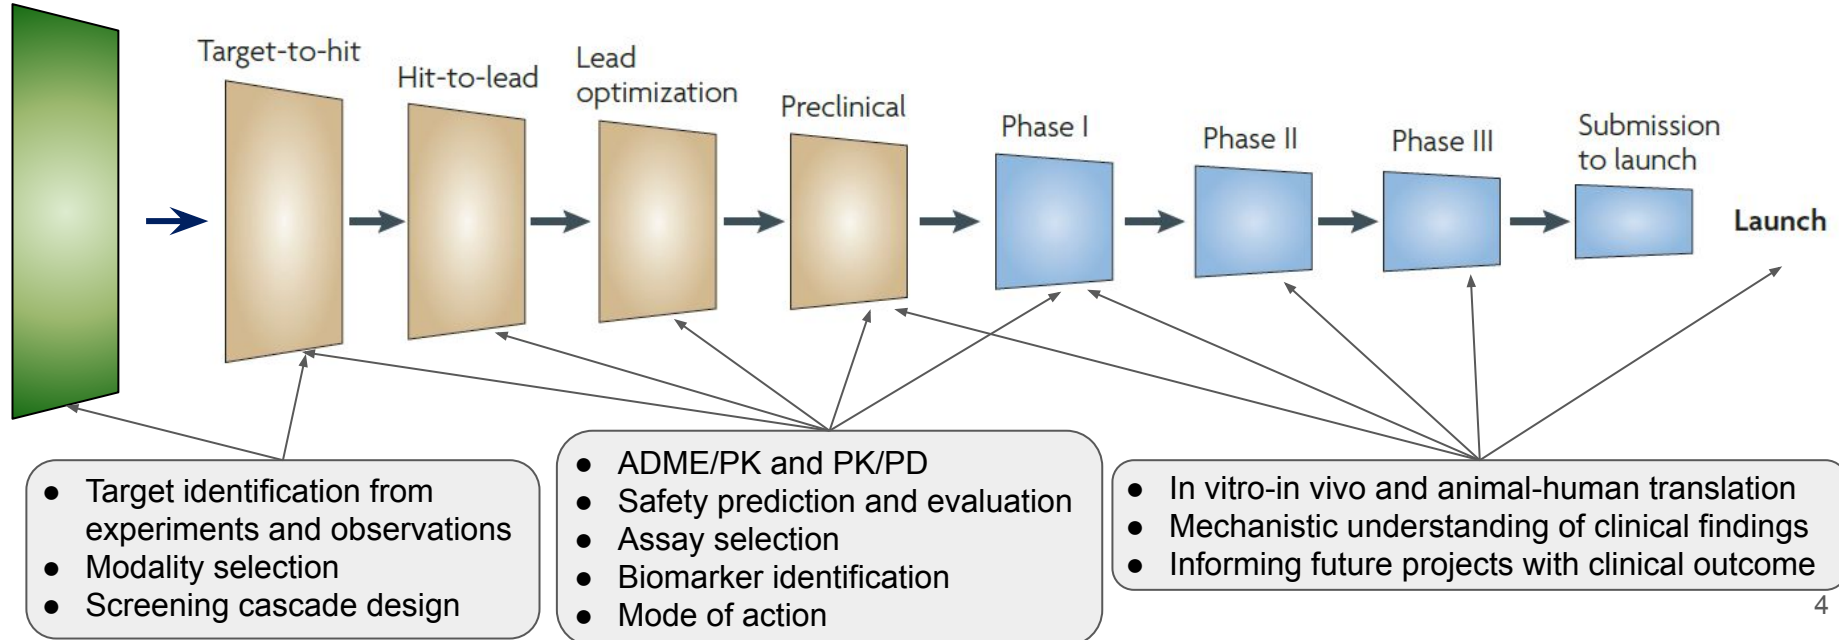 Target-to-hit
Hit-to-lead
Lead
optimization
Preclinical
Phase I
Phase II
Phase III
Submission
to launch
Launch
● Target identification from
experiments and observations
● Modality selection
● Screening cascade design
● ADME/PK and PK/PD
● Safety prediction and evaluation
● Assay selection
● Biomarker identification
● Mode of action
● In vitro-in vivo and animal-human translation
● Mechanistic understanding of clinical findings
● Informing future projects with clinical outcome
4